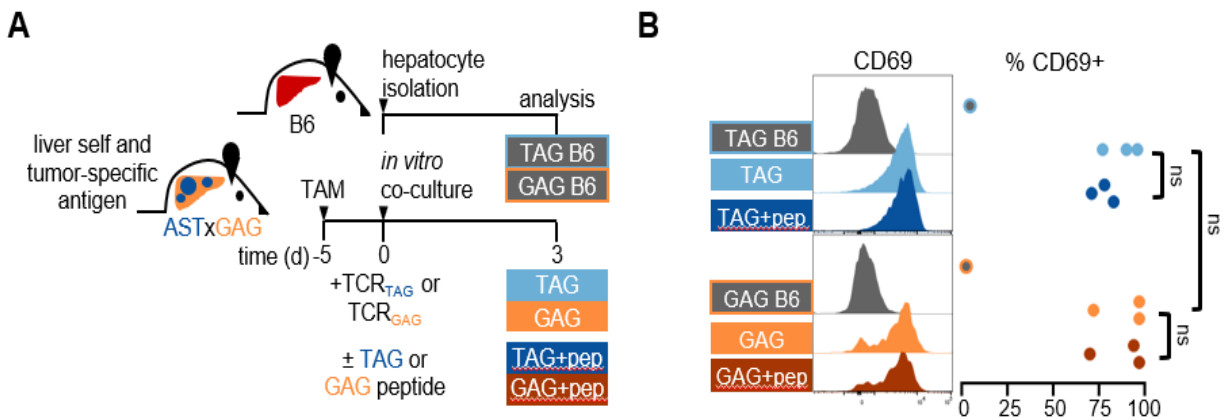 A
hepatocyte
isolation
analysis
B6
TAG B6
GAG B6
liver self and
tumor-specific
antigen
in vitro
co-culture
TAM
ASTxGAG
time (d) -5 0 3
+TCRTAG or
TCRGAG
TAG
GAG
± TAG or
GAG peptide
TAG+pep
GAG+pep
B
CD69 % CD69+
TAG B6
TAG
TAG+pep
GAG B6
GAG
GAG+pep
ns
ns
ns
0 25 50 75 100